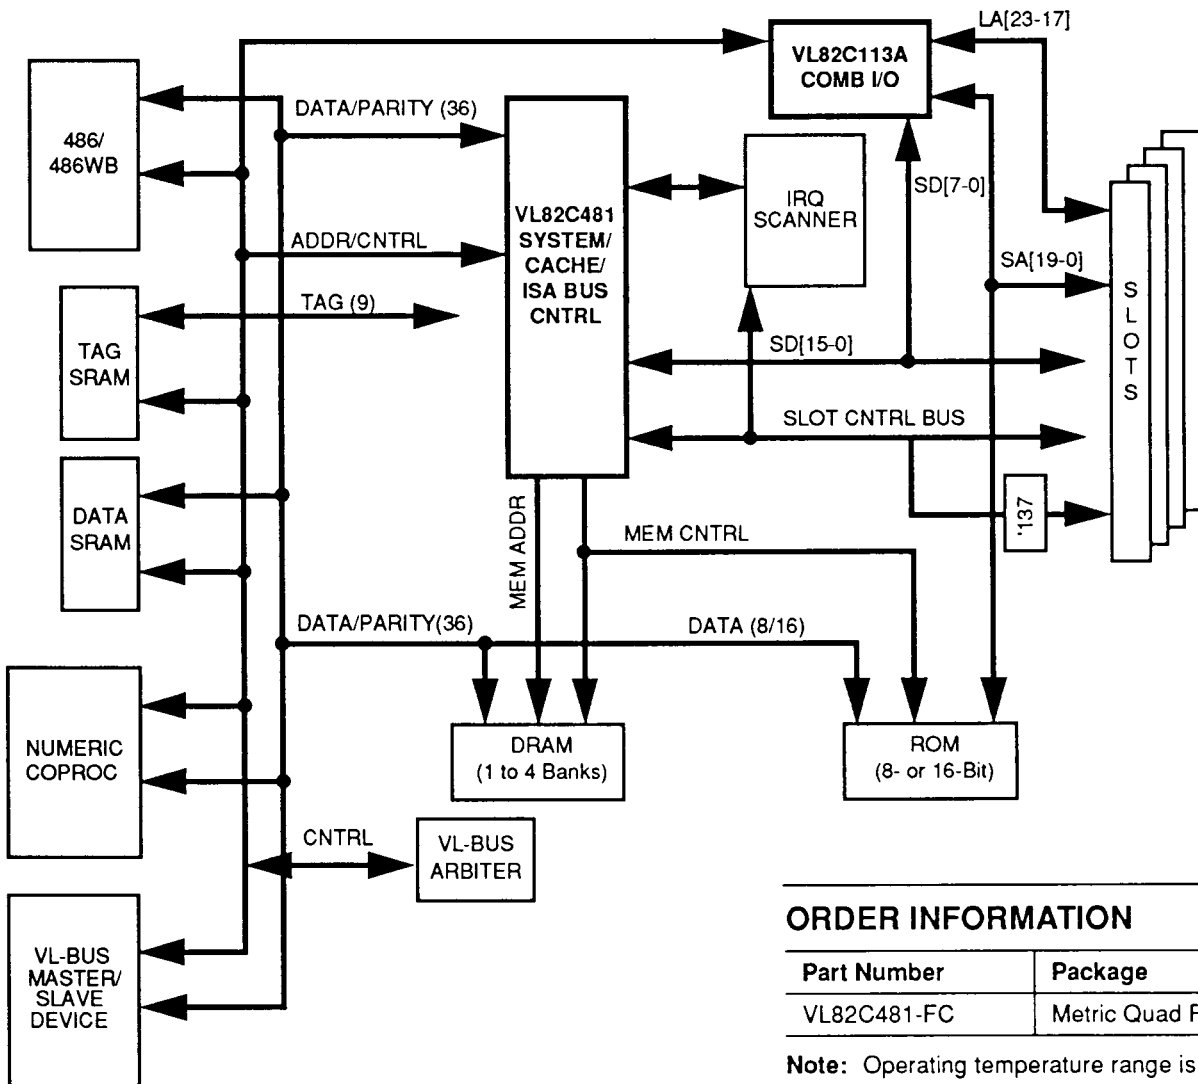 LA[23-17]
VL82C113A
COMB I/O
486/
486WB
DATA/PARITY (36)
SD[7-0]
IRQ
SCANNER
VL82C481
SYSTEM/
CACHE/
ISA BUS
CNTRL
ADDR/CNTRL
SA[19-0]
TAG (9)
TAG
SRAM
SD[15-0]
SLOTS
SLOT CNTRL BUS
DATA
SRAM
'137
MEM ADDR
MEM CNTRL
DATA/PARITY(36)
DATA (8/16)
NUMERIC
COPROC
DRAM
(1 to 4 Banks)
ROM
(8- or 16-Bit)
CNTRL
VL-BUS
ARBITER
VL-BUS
MASTER/
SLAVE
DEVICE
ORDER INFORMATION
Part Number Package
VL82C481-FC Metric Quad
Note: Operating temperature range is